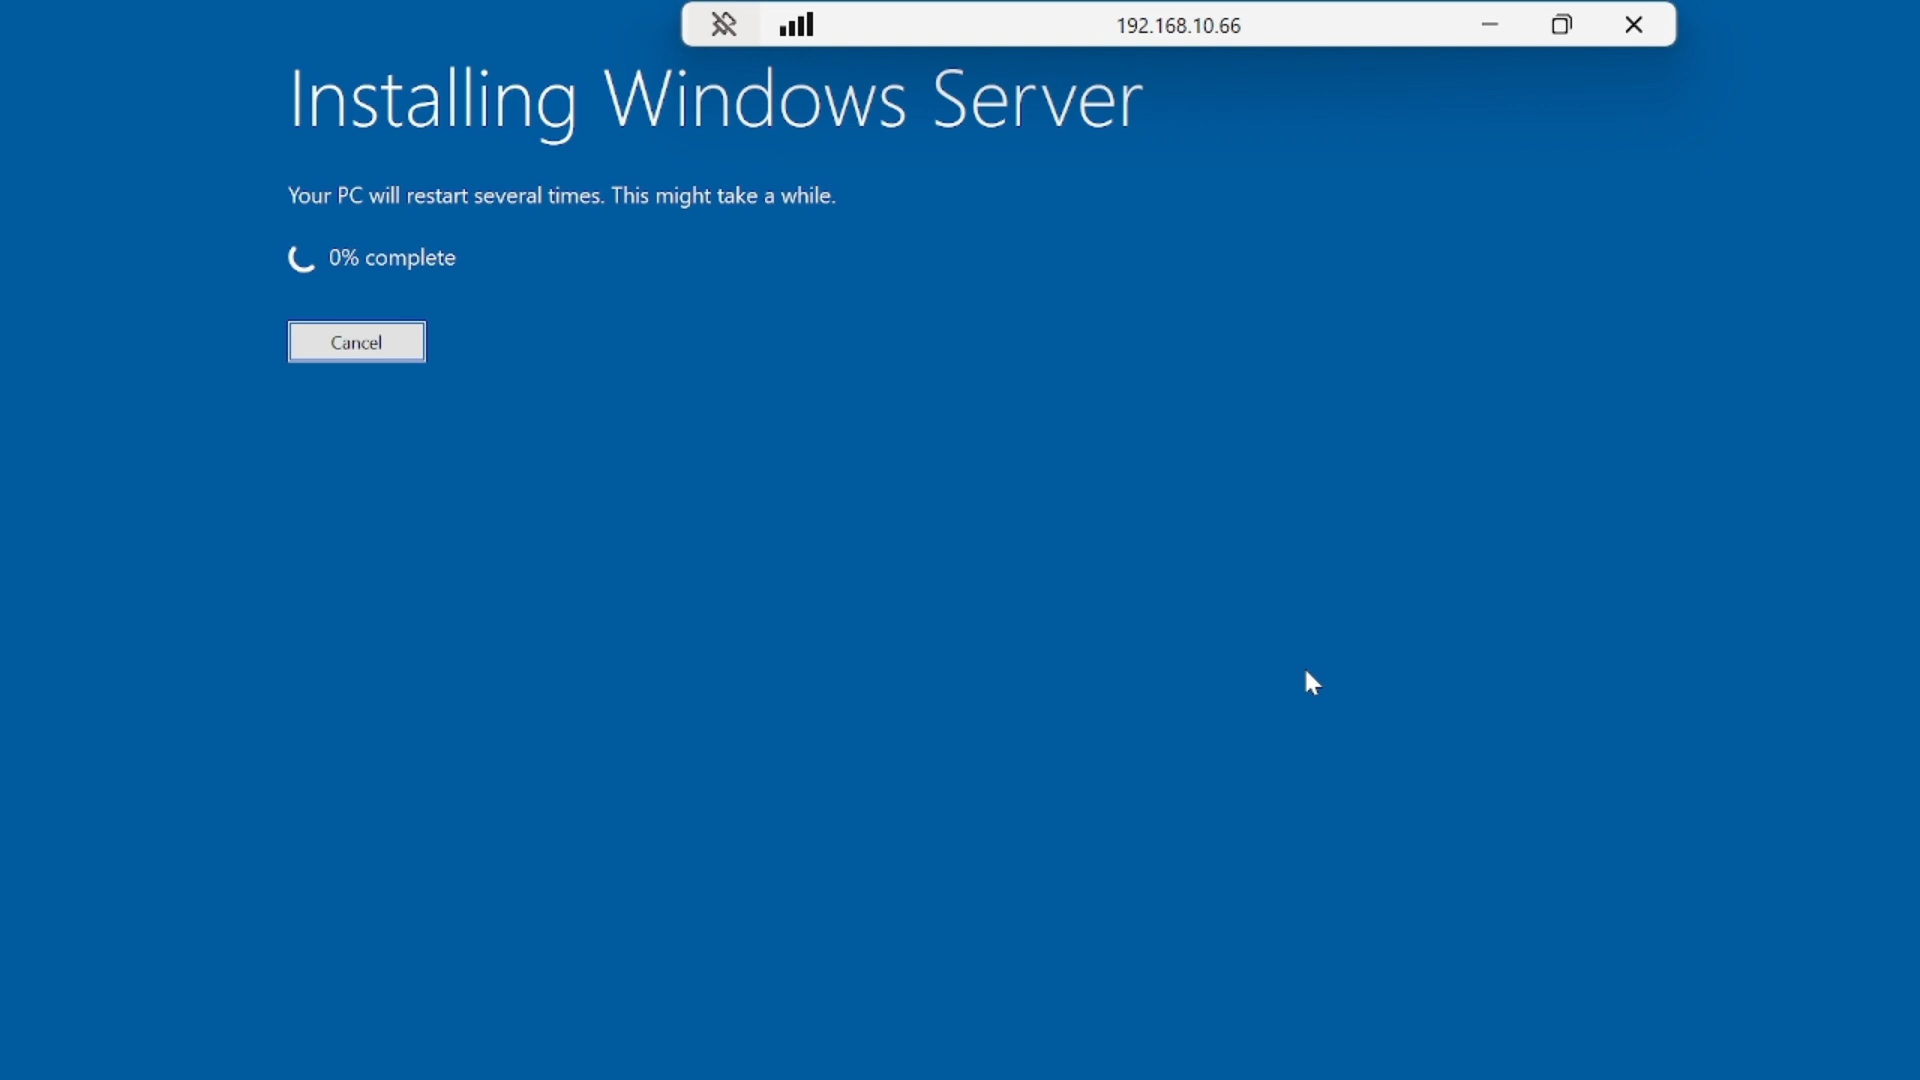 192.168.10.66
Installing Windows Server
Your PC will restart several times. This might take a while.
0% complete
Cancel